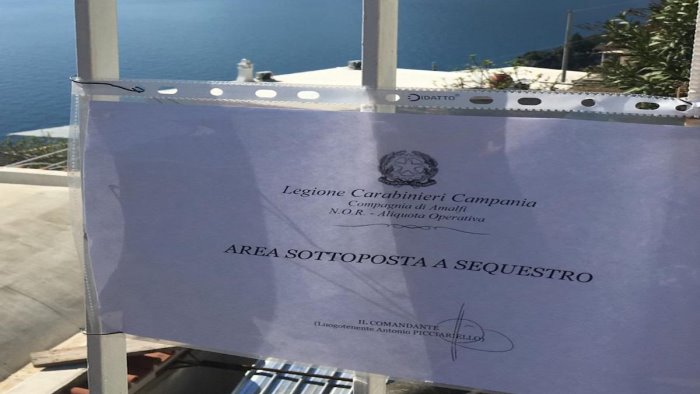 DIDATTO
Legione Carabinieri Campania
Compagnia di Amalfi
N.O.R. - Aliquota Operativa
AREA SOTTOPOSTA A SEQUESTRO
IL COMANDANTE
(Luogotenente Antonio PICCIARIELLO)